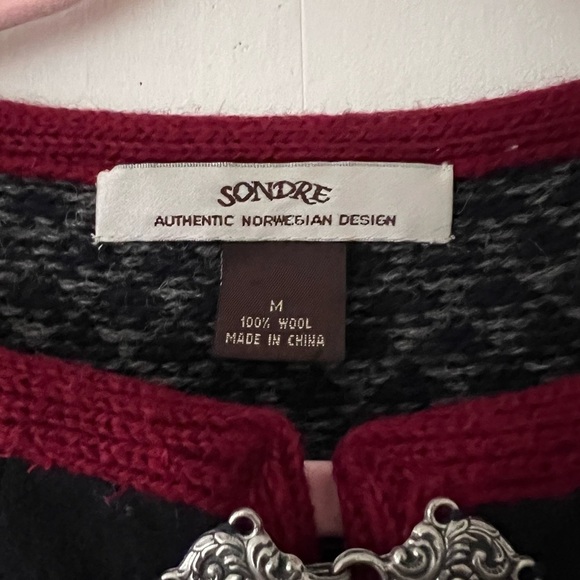 SONDRE
AUTHENTIC NORWEGIAN DESIGN
M
100% WOOL
MADE IN CHINA